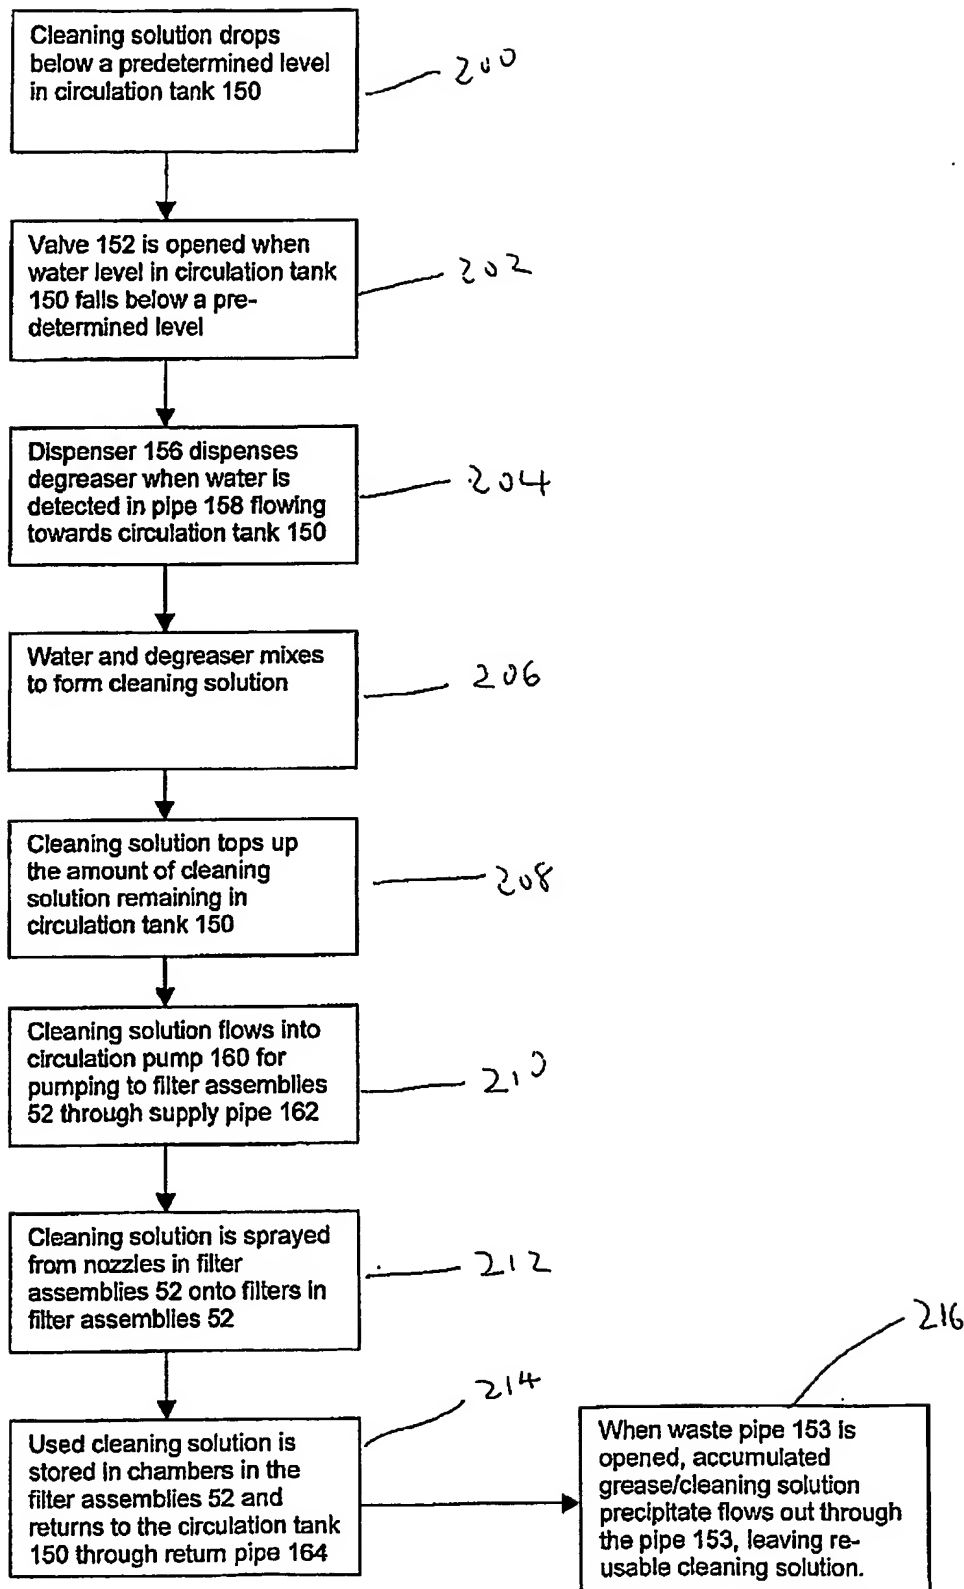 Cleaning solution drops
below a predetermined level
in circulation tank 150
200
Valve 152 is opened when
water level in circulation tank
150 falls below a pre-
determined level
202
Dispenser 156 dispenses
degreaser when water is
detected in pipe 158 flowing
towards circulation tank 150
204
Water and degreaser mixes
to form cleaning solution
206
Cleaning solution tops up
the amount of cleaning
solution remaining in
circulation tank 150
208
Cleaning solution flows into
circulation pump 160 for
pumping to filter assemblies
52 through supply pipe 162
210
Cleaning solution is sprayed
from nozzles in filter
assemblies 52 onto filters in
filter assemblies 52
212
Used cleaning solution is
stored in chambers in the
filter assemblies 52 and
returns to the circulation tank
150 through return pipe 164
214
When waste pipe 153 is
opened, accumulated
grease/cleaning solution
precipitate flows out through
the pipe 153, leaving re-
usable cleaning solution.
216